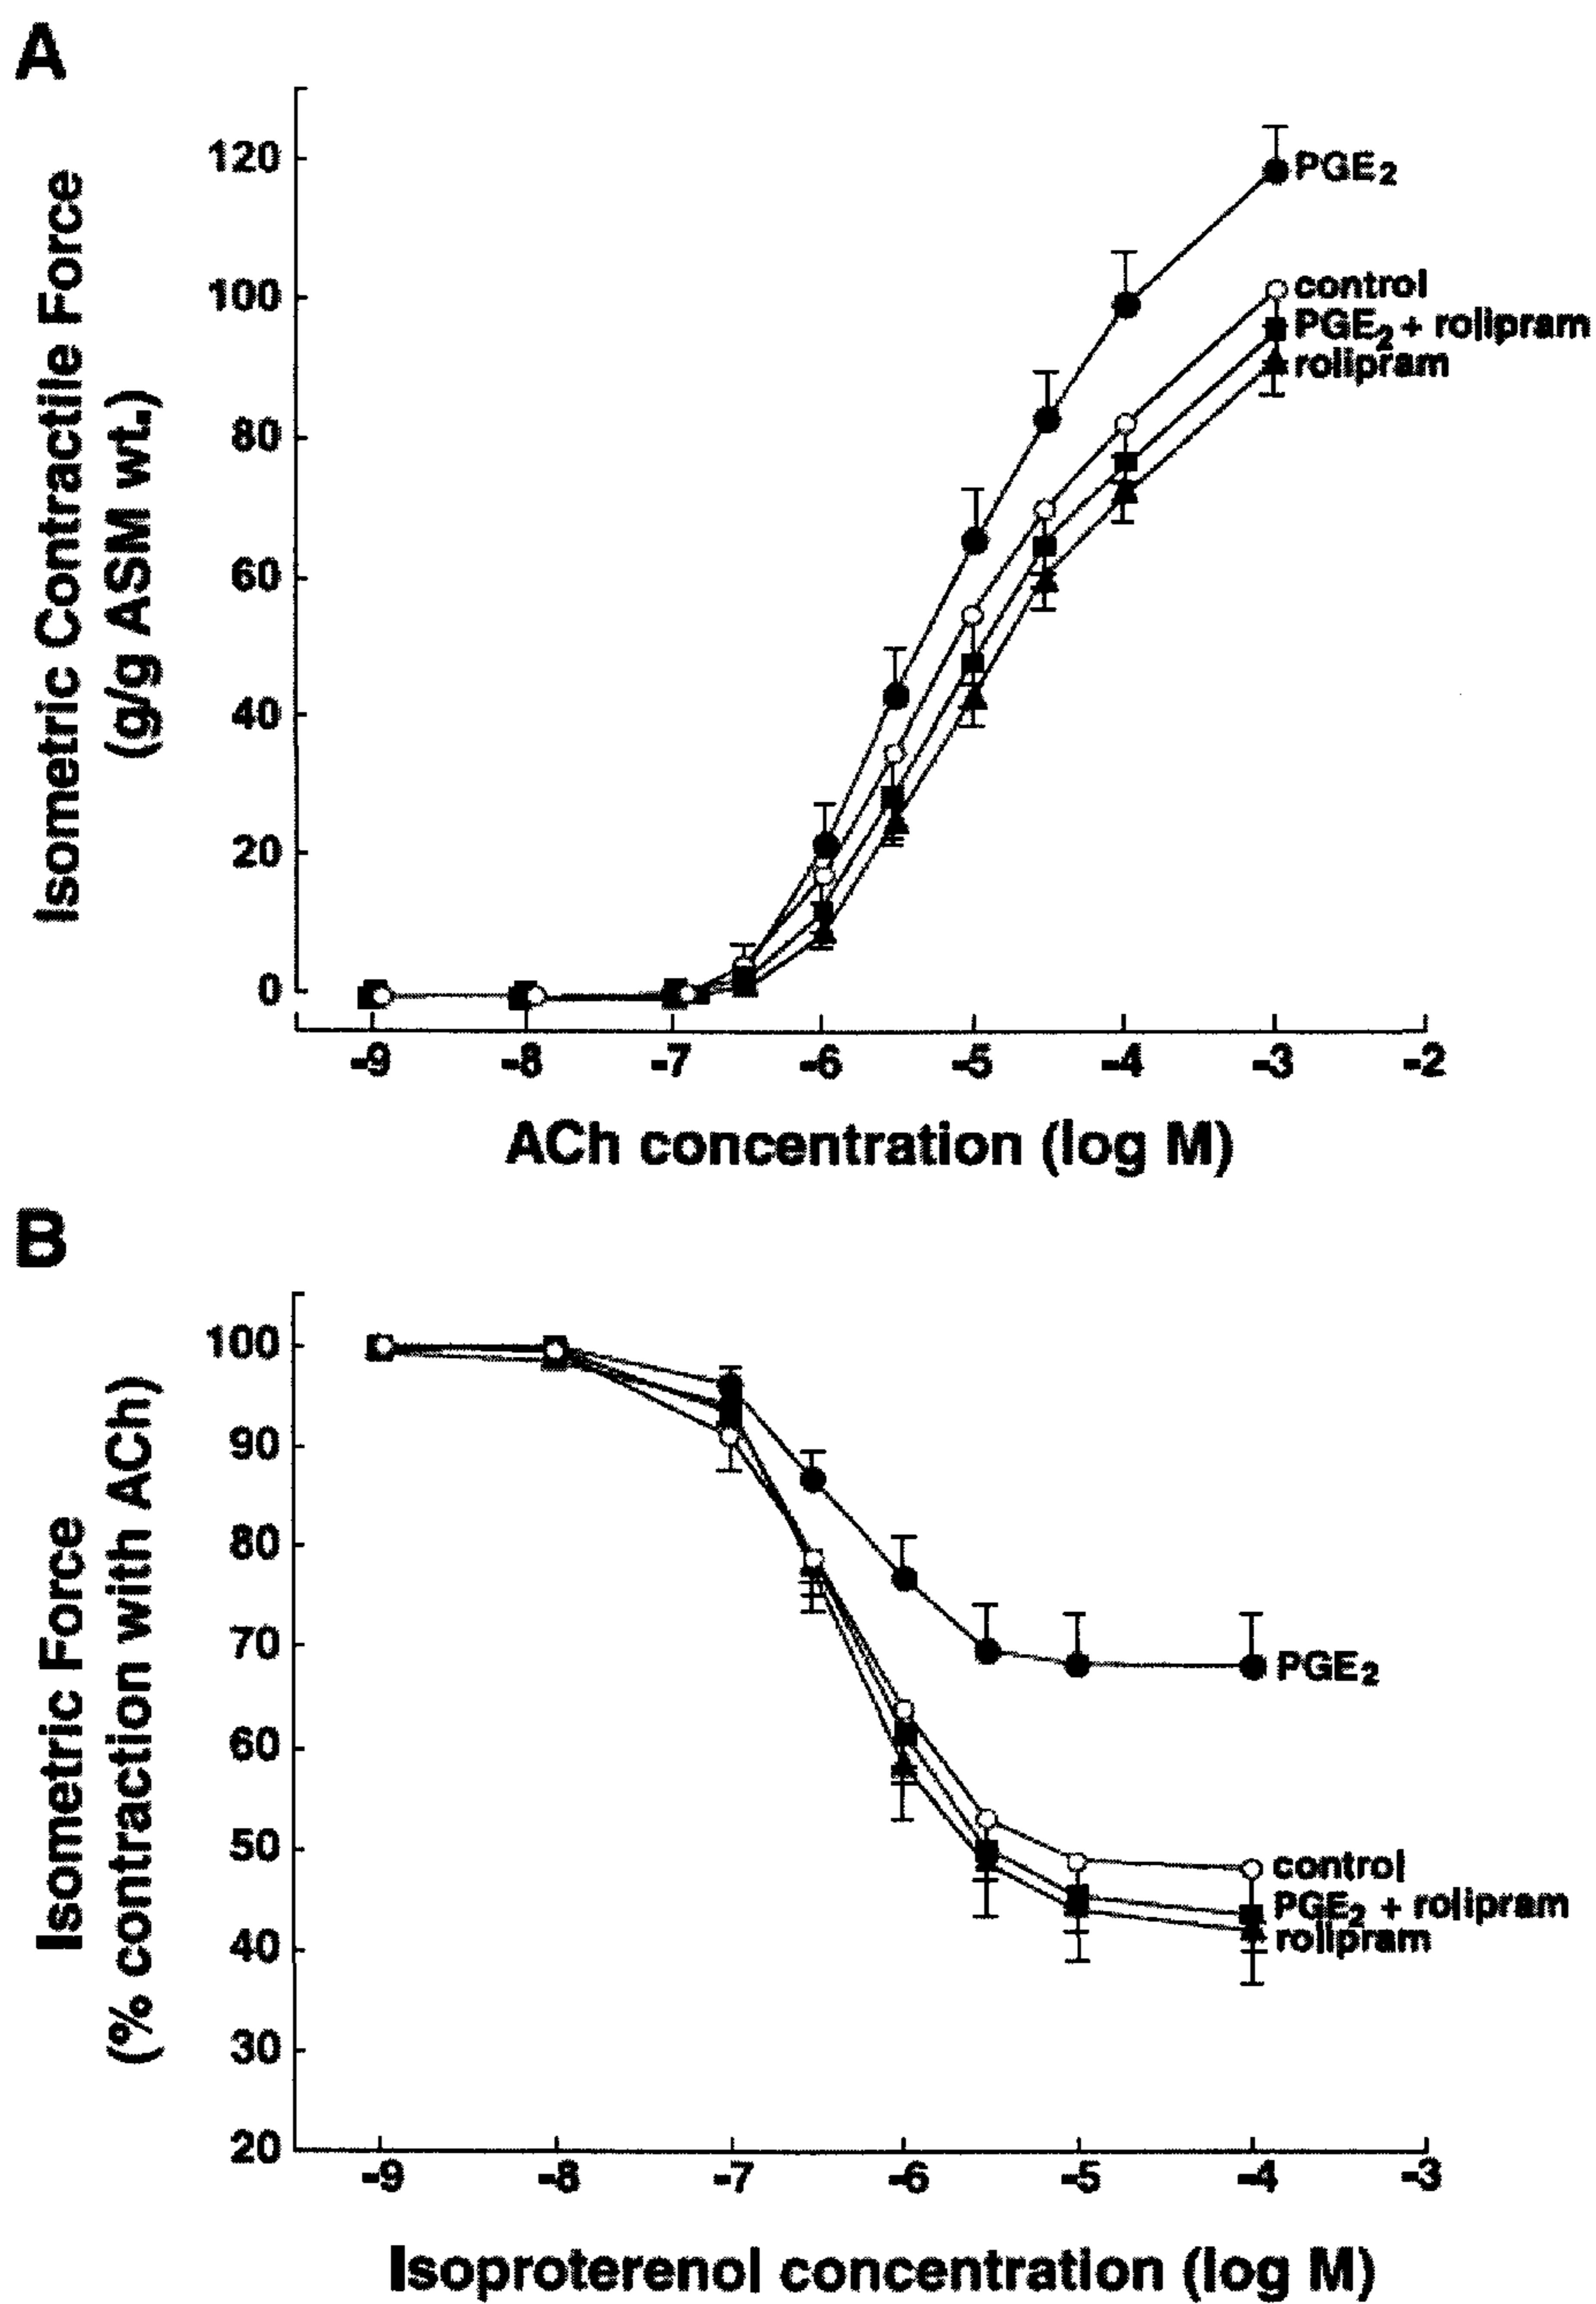 A
Isometric Contractile Force
(g/g ASM wt.)
120
100
80
60
40
20
0
PGE2
control
PGE2 + rolipram
rolipram
-9 -8 -7 -6 -5 -4 -3 -2
ACh concentration (log M)
B
Isometric Force
(% contraction with ACh)
100
90
80
70
60
50
40
30
20
PGE2
control
PGE2 + rolipram
rolipram
-9 -8 -7 -6 -5 -4 -3
Isoproterenol concentration (log M)